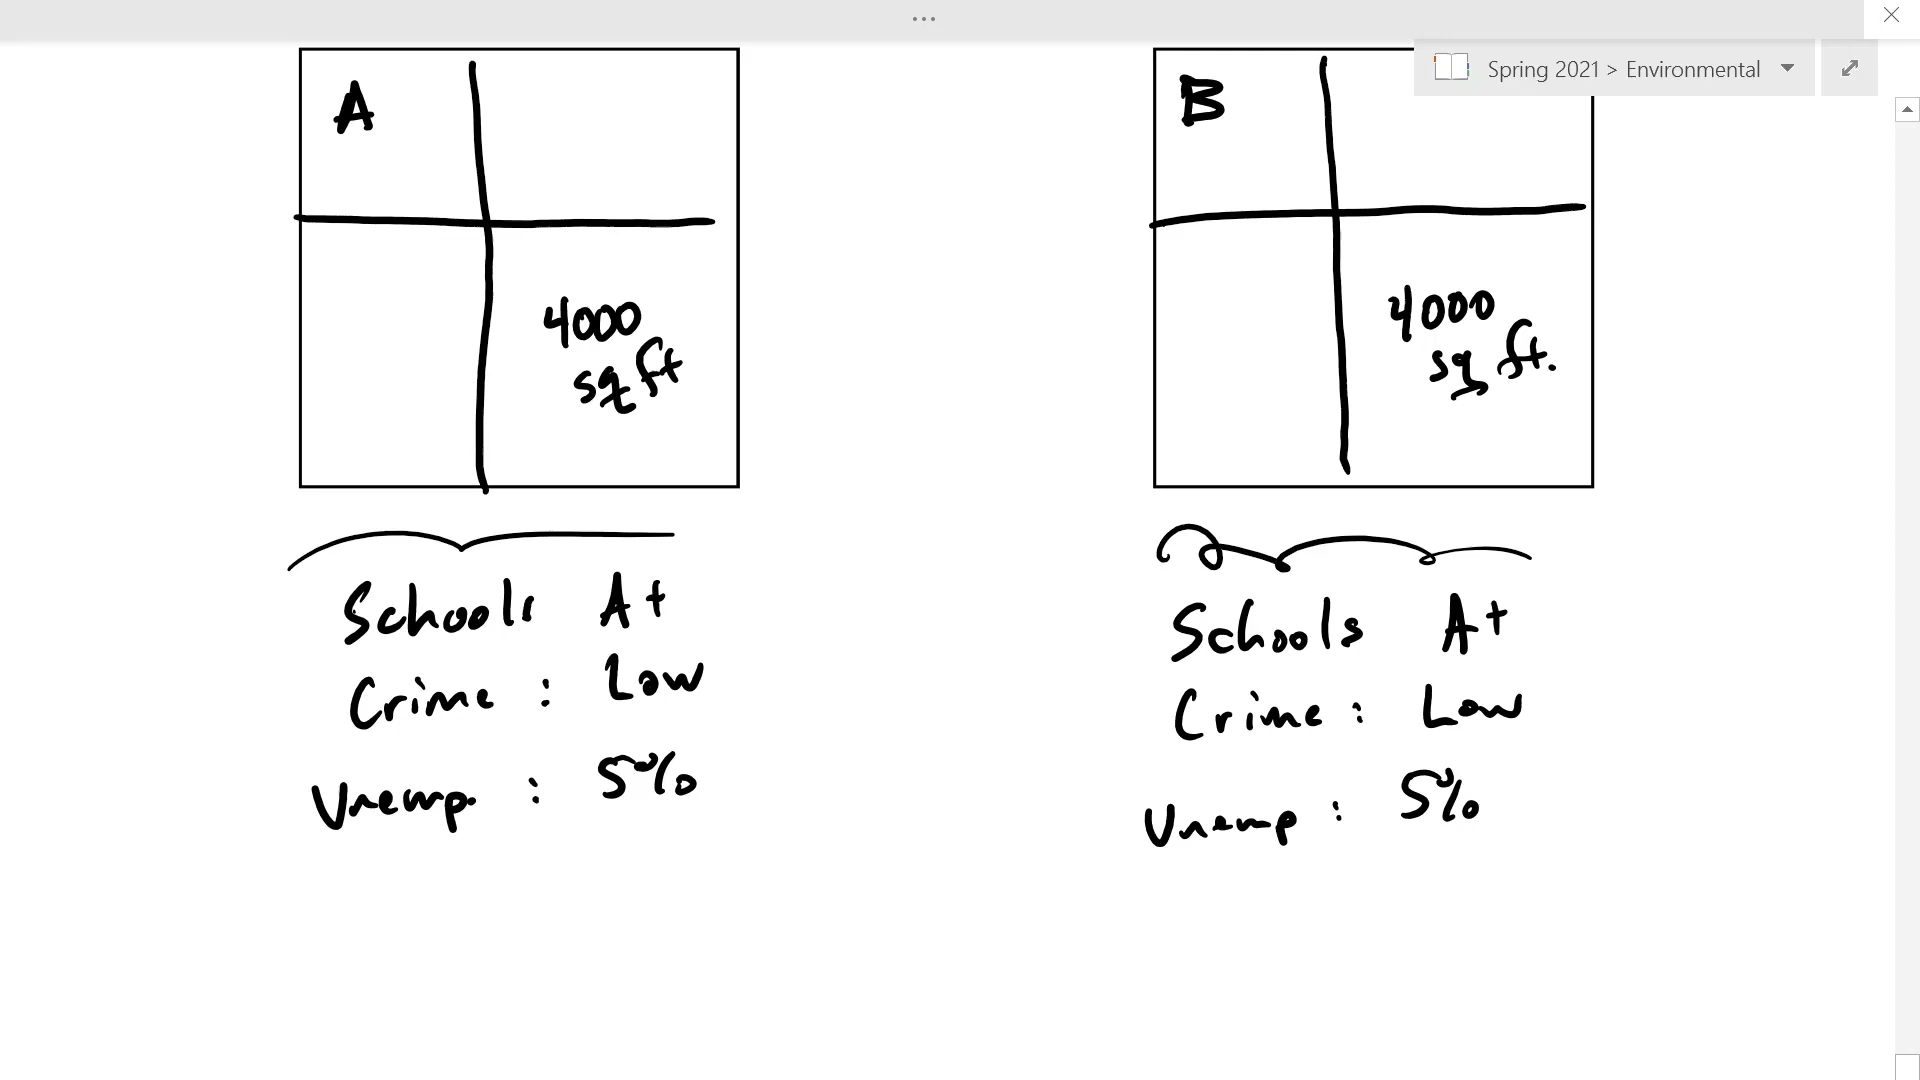 Spring 2021 > Environmental
A
4000
sq ft
Schools A+
Crime : Low
Unemp. : 5%
B
4000
sq ft.
Schools A+
Crime : Low
Unemp : 5%